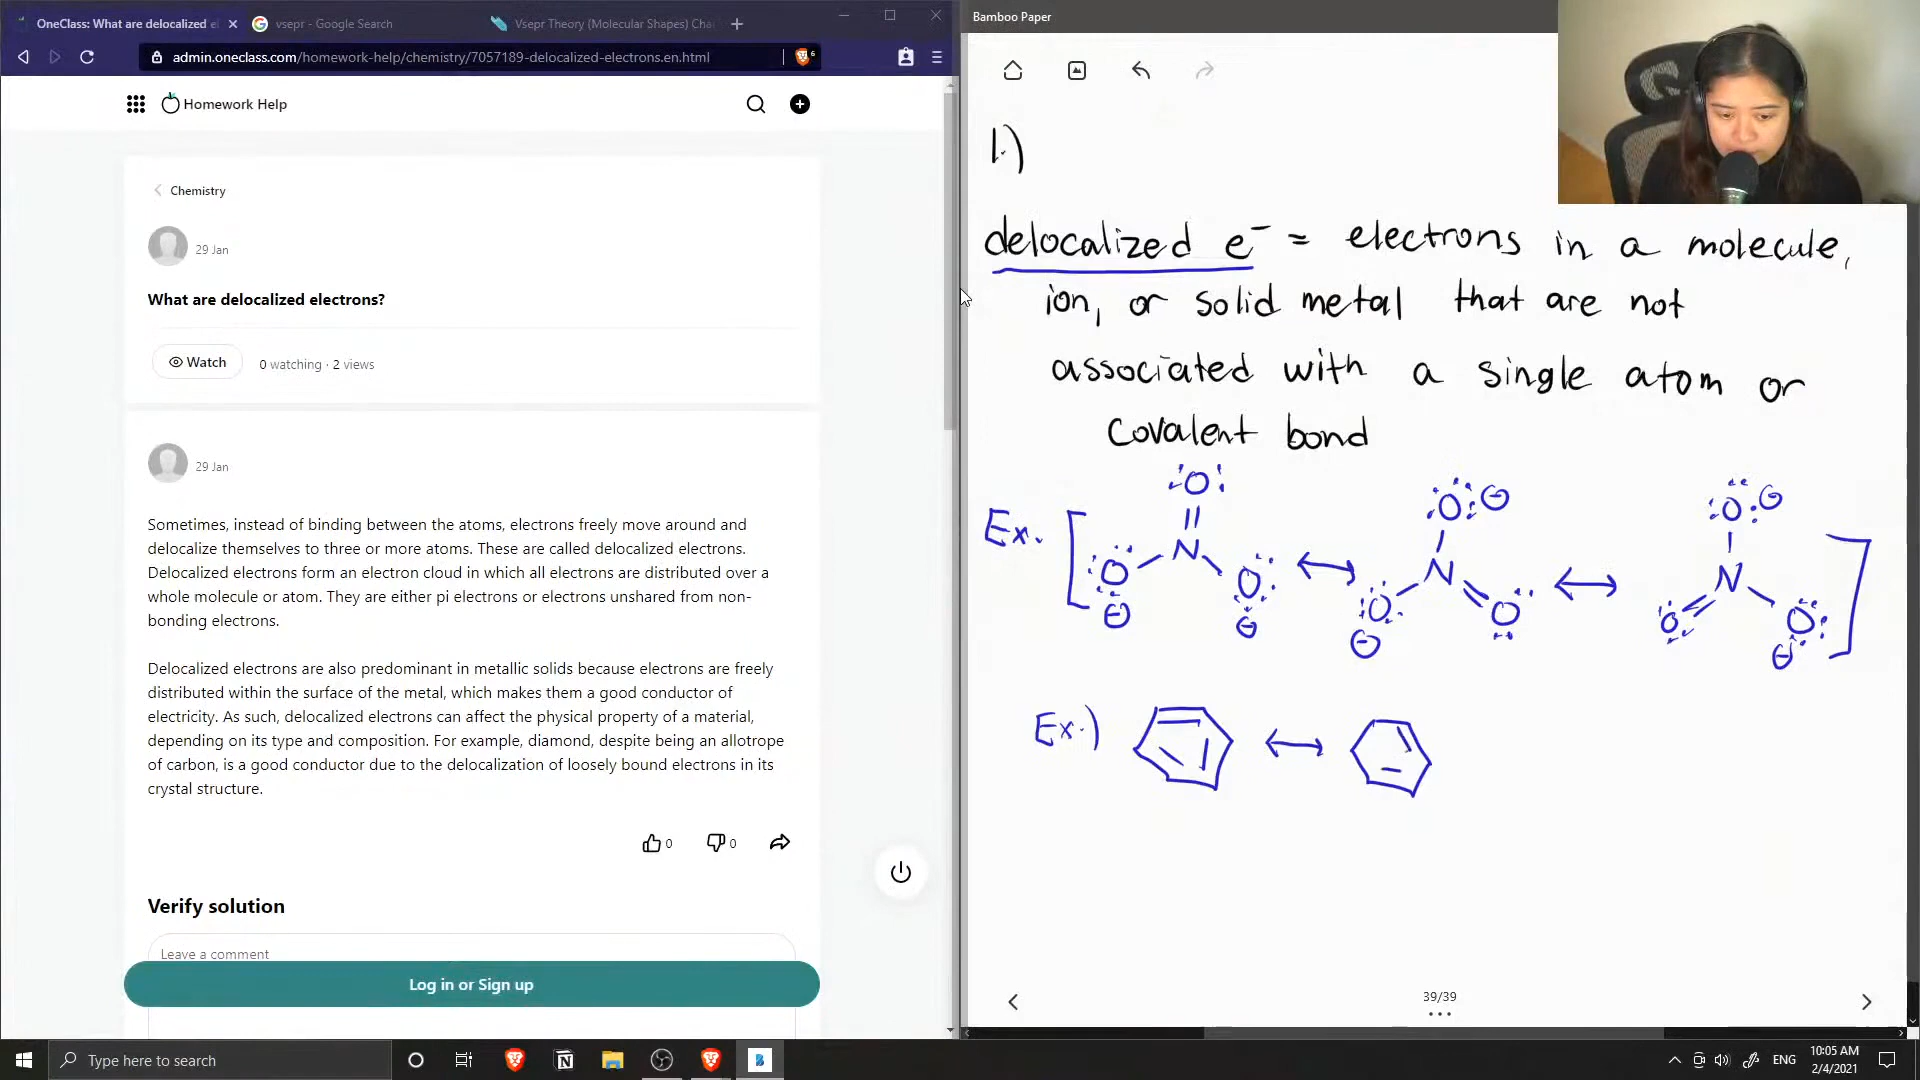 OneClass: What are delocalized el
vsepr - Google Search
Vsepr Theory (Molecular Shapes) Cha
admin.oneclass.com/homework-help/chemistry/7057189-delocalized-electrons.en.html
6
Homework Help
Chemistry
29 Jan
What are delocalized electrons?
Watch
0 watching · 2 views
29 Jan
Sometimes, instead of binding between the atoms, electrons freely move around and
delocalize themselves to three or more atoms. These are called delocalized electrons.
Delocalized electrons form an electron cloud in which all electrons are distributed over a
whole molecule or atom. They are either pi electrons or electrons unshared from non-
bonding electrons.
Delocalized electrons are also predominant in metallic solids because electrons are freely
distributed within the surface of the metal, which makes them a good conductor of
electricity. As such, delocalized electrons can affect the physical property of a material,
depending on its type and composition. For example, diamond, despite being an allotrope
of carbon, is a good conductor due to the delocalization of loosely bound electrons in its
crystal structure.
0
0
Verify solution
Leave a comment
Log in or Sign up
Bamboo Paper
1.)
delocalized e⁻ = electrons in a molecule,
ion, or solid metal that are not
associated with a single atom or
covalent bond
Ex. [ O N O O ⊖ ⊖ ↔ O ⊖ N O ⊖ O ↔ O ⊖ N O O ⊖ ]
Ex.) ↔
39/39
Type here to search
ENG
10:05 AM
2/4/2021